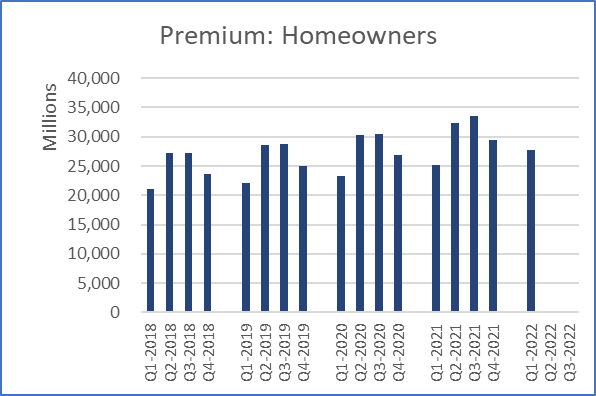 Premium: Homeowners
Millions
40,000
35,000
30,000
25,000
20,000
15,000
10,000
5,000
0
Q1-2018
Q2-2018
Q3-2018
Q4-2018
Q1-2019
Q2-2019
Q3-2019
Q4-2019
Q1-2020
Q2-2020
Q3-2020
Q4-2020
Q1-2021
Q2-2021
Q3-2021
Q4-2021
Q1-2022
Q2-2022
Q3-2022